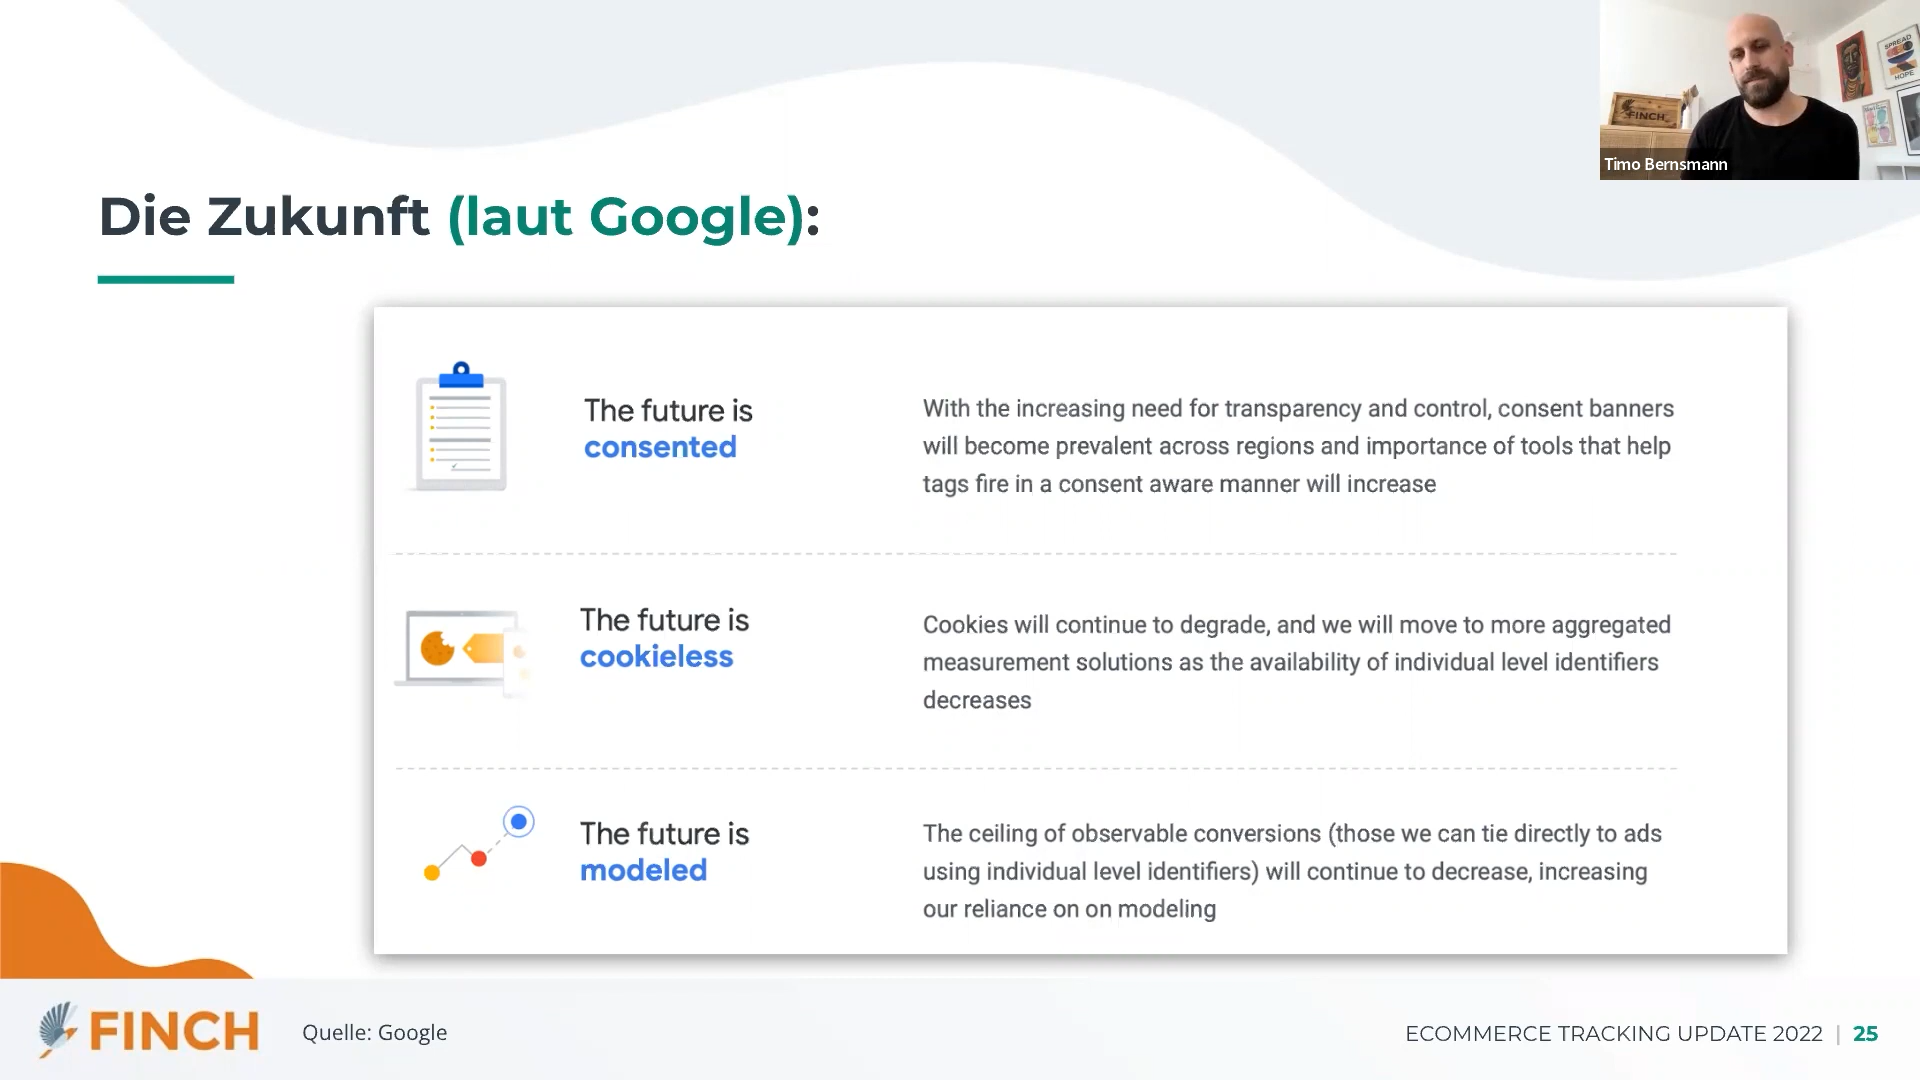 SPREAD
HOPE
FINCH
Timo Bernsmann
Die Zukunft (laut Google):
The future is
consented
With the increasing need for transparency and control, consent banners
will become prevalent across regions and importance of tools that help
tags fire in a consent aware manner will increase
The future is
cookieless
Cookies will continue to degrade, and we will move to more aggregated
measurement solutions as the availability of individual level identifiers
decreases
The future is
modeled
The ceiling of observable conversions (those we can tie directly to ads
using individual level identifiers) will continue to decrease, increasing
our reliance on on modeling
FINCH
Quelle: Google
ECOMMERCE TRACKING UPDATE 2022 | 25